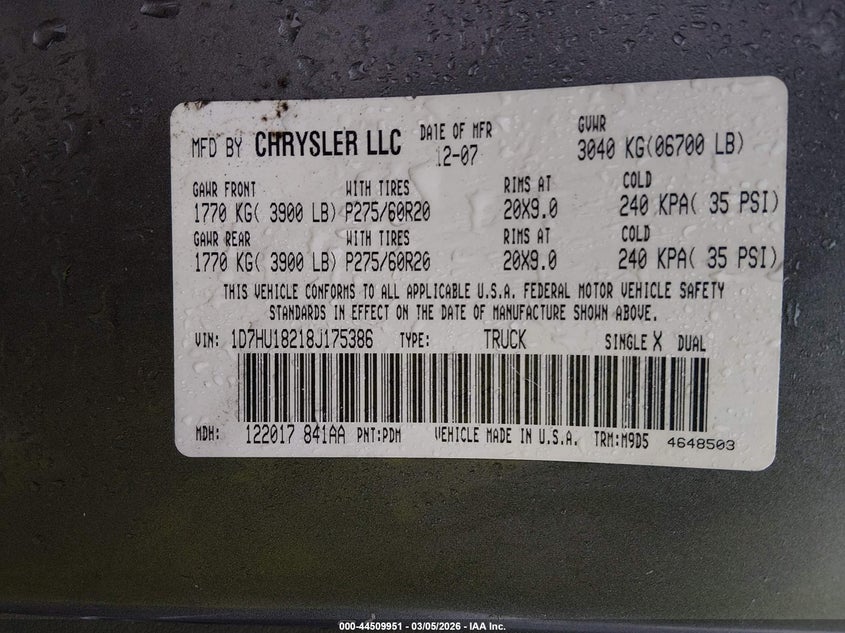 MFD BY CHRYSLER LLC DATE OF MFR 12-07 GVWR 3040 KG(06700 LB)
GAWR FRONT WITH TIRES RIMS AT COLD
1770 KG( 3900 LB) P275/60R20 20X9.0 240 KPA( 35 PSI)
GAWR REAR WITH TIRES RIMS AT COLD
1770 KG( 3900 LB) P275/60R20 20X9.0 240 KPA( 35 PSI)
THIS VEHICLE CONFORMS TO ALL APPLICABLE U.S.A. FEDERAL MOTOR VEHICLE SAFETY
STANDARDS IN EFFECT ON THE DATE OF MANUFACTURE SHOWN ABOVE.
VIN: 1D7HU18218J175386 TYPE: TRUCK SINGLE X DUAL
MDH: 122017 841AA PNT:PDM VEHICLE MADE IN U.S.A. TRM:M9D5 4648503
000-44509951 - 03/05/2026 - IAA Inc.